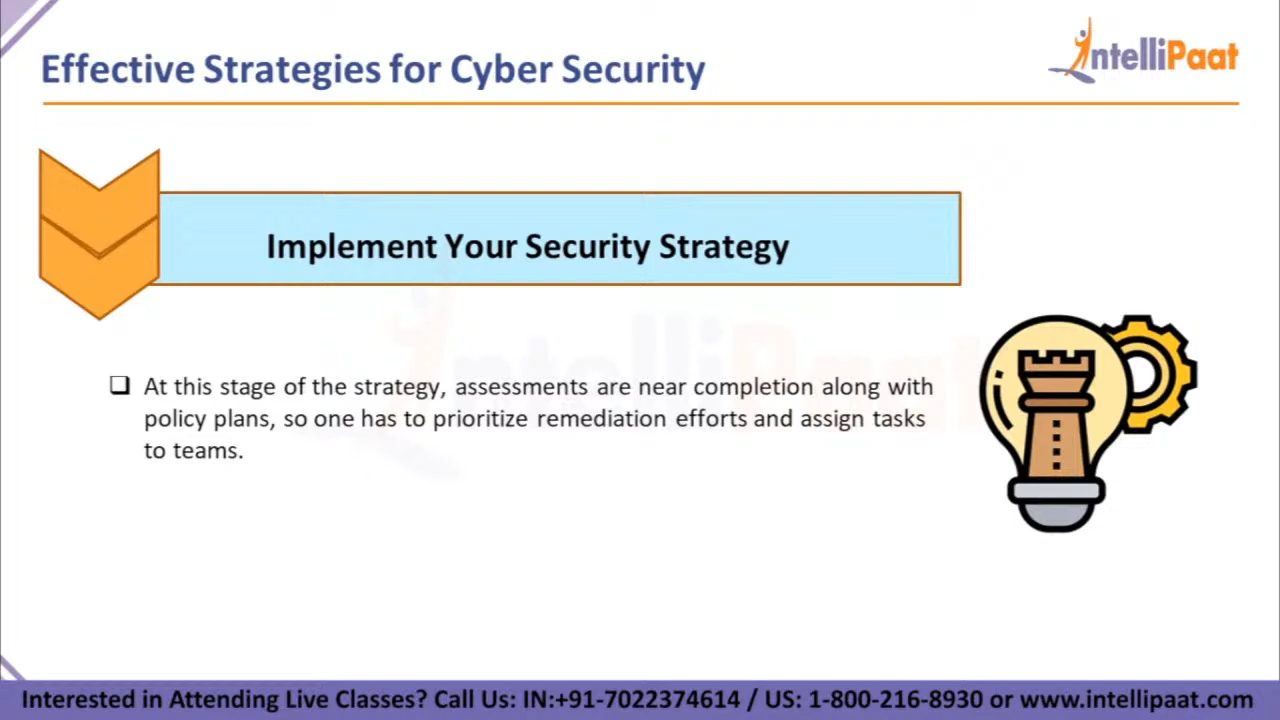 Effective Strategies for Cyber Security
IntelliPaat
Implement Your Security Strategy
IntelliPaat
❑ At this stage of the strategy, assessments are near completion along with
policy plans, so one has to prioritize remediation efforts and assign tasks
to teams.
Interested in Attending Live Classes? Call Us: IN:+91-7022374614 / US: 1-800-216-8930 or www.intellipaat.com